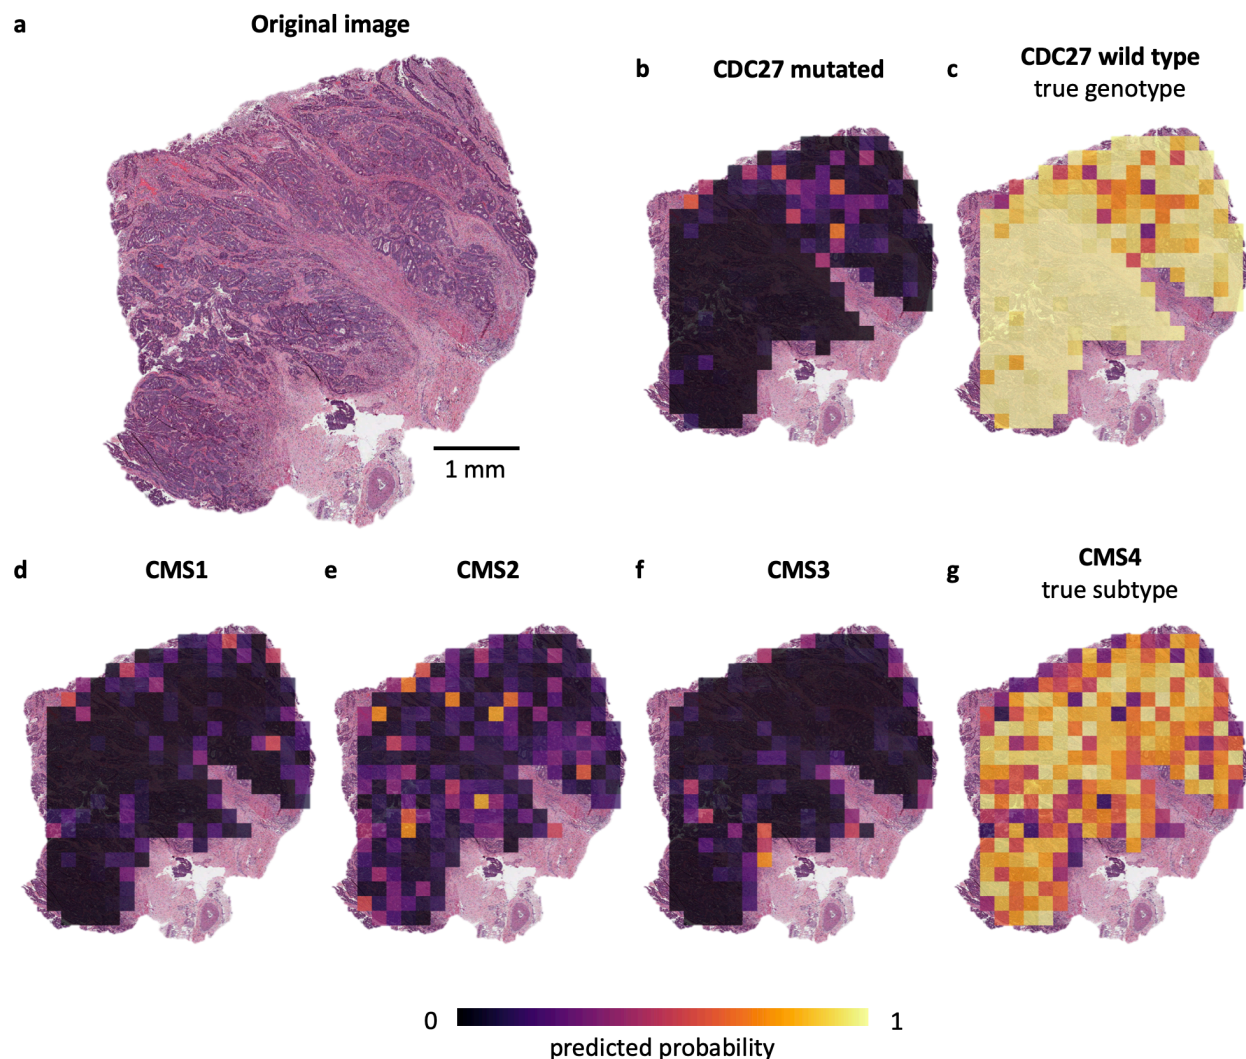 a
Original image
b
CDC27 mutated
c
CDC27 wild type
true genotype
1 mm
d
CMS1
e
CMS2
f
CMS3
g
CMS4
true subtype
0
1
predicted probability